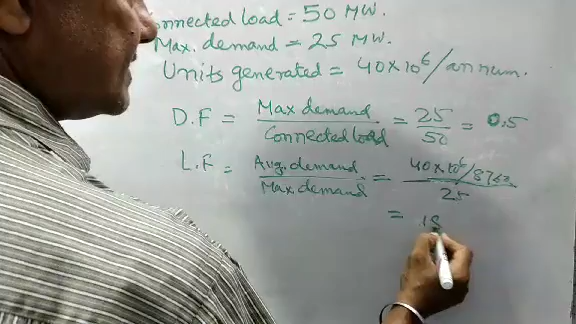 Connected load = 50 MW.
Max. demand = 25 MW.
Units generated = 40×10⁶/annum.
D.F = Max demand / Connected load = 25 / 50 = 0.5
L.F = Avg. demand / Max demand = 40×10⁶/8760 / 25
= 18